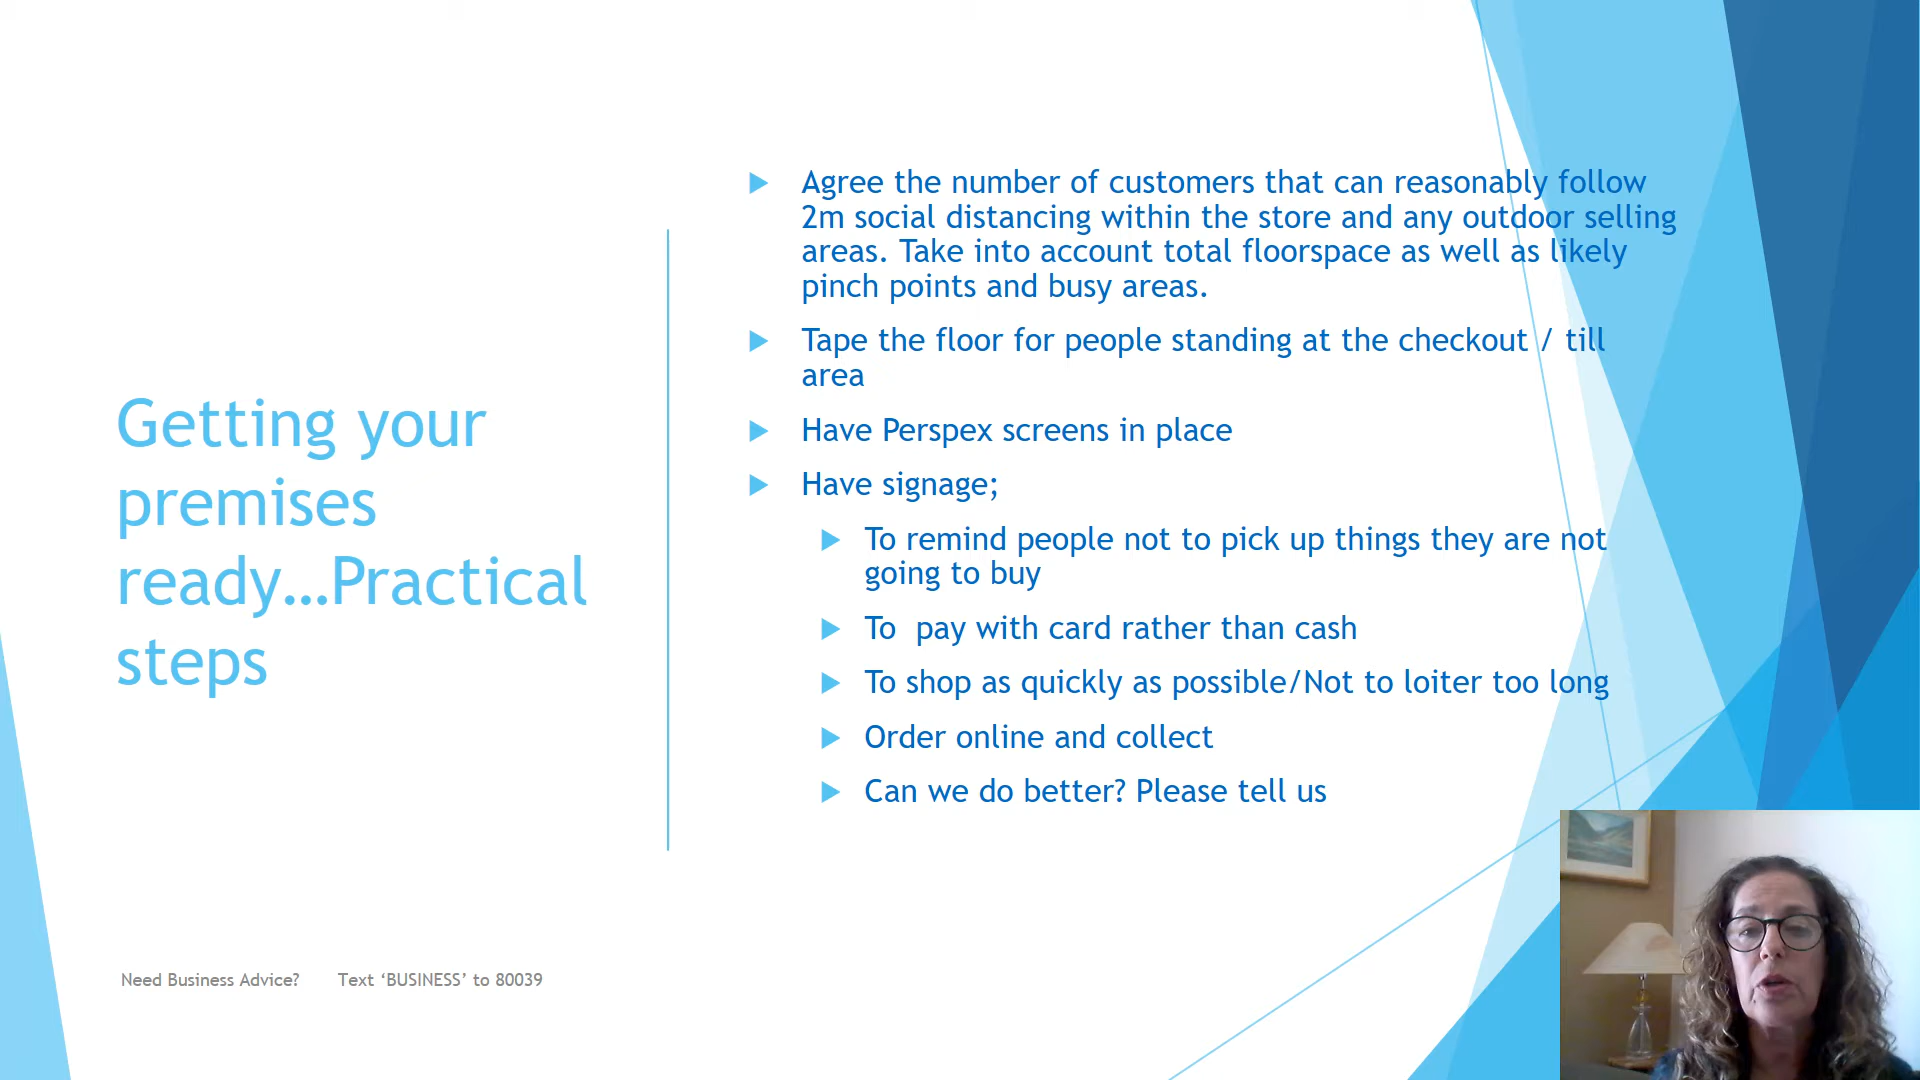 Getting your
premises
ready...Practical
steps
Agree the number of customers that can reasonably follow
2m social distancing within the store and any outdoor selling
areas. Take into account total floorspace as well as likely
pinch points and busy areas.
Tape the floor for people standing at the checkout / till
area
Have Perspex screens in place
Have signage;
To remind people not to pick up things they are not
going to buy
To  pay with card rather than cash
To shop as quickly as possible/Not to loiter too long
Order online and collect
Can we do better? Please tell us
Need Business Advice? Text ‘BUSINESS’ to 80039